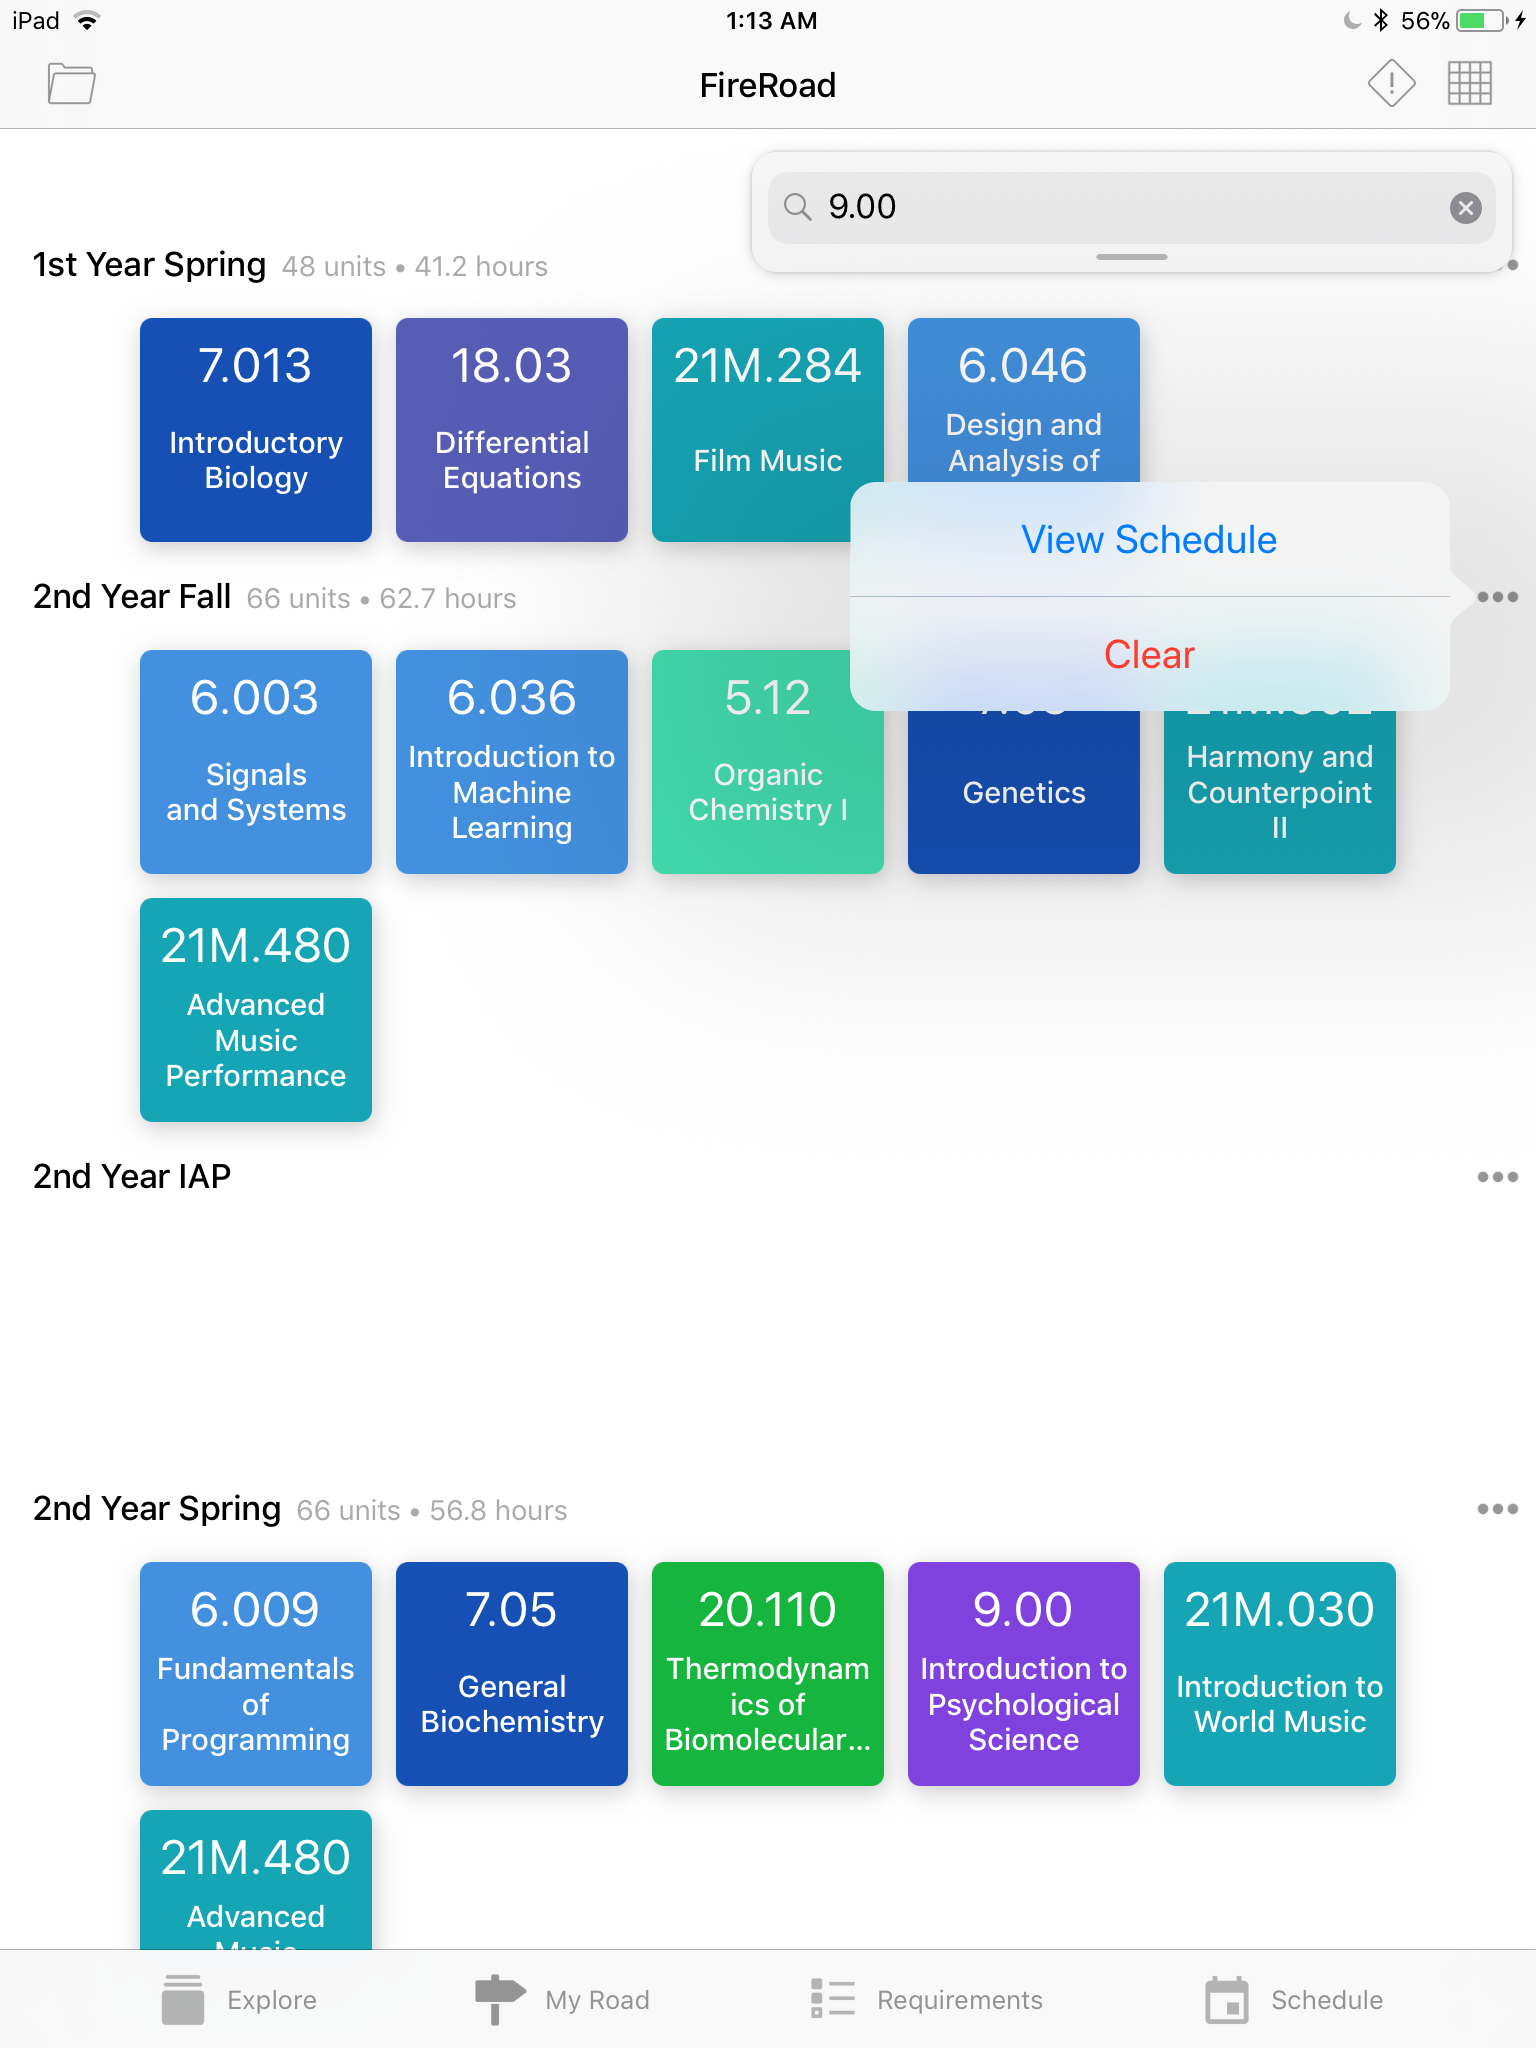 iPad
1:13 AM
56%
FireRoad
9.00
1st Year Spring 48 units • 41.2 hours
7.013
Introductory
Biology
18.03
Differential
Equations
21M.284
Film Music
6.046
Design and
Analysis of
View Schedule
Clear
2nd Year Fall 66 units • 62.7 hours
6.003
Signals
and Systems
6.036
Introduction to
Machine
Learning
5.12
Organic
Chemistry I
Genetics
Harmony and
Counterpoint
II
21M.480
Advanced
Music
Performance
2nd Year IAP
2nd Year Spring 66 units • 56.8 hours
6.009
Fundamentals
of
Programming
7.05
General
Biochemistry
20.110
Thermodynam
ics of
Biomolecular...
9.00
Introduction to
Psychological
Science
21M.030
Introduction to
World Music
21M.480
Advanced
Music
Explore
My Road
Requirements
Schedule